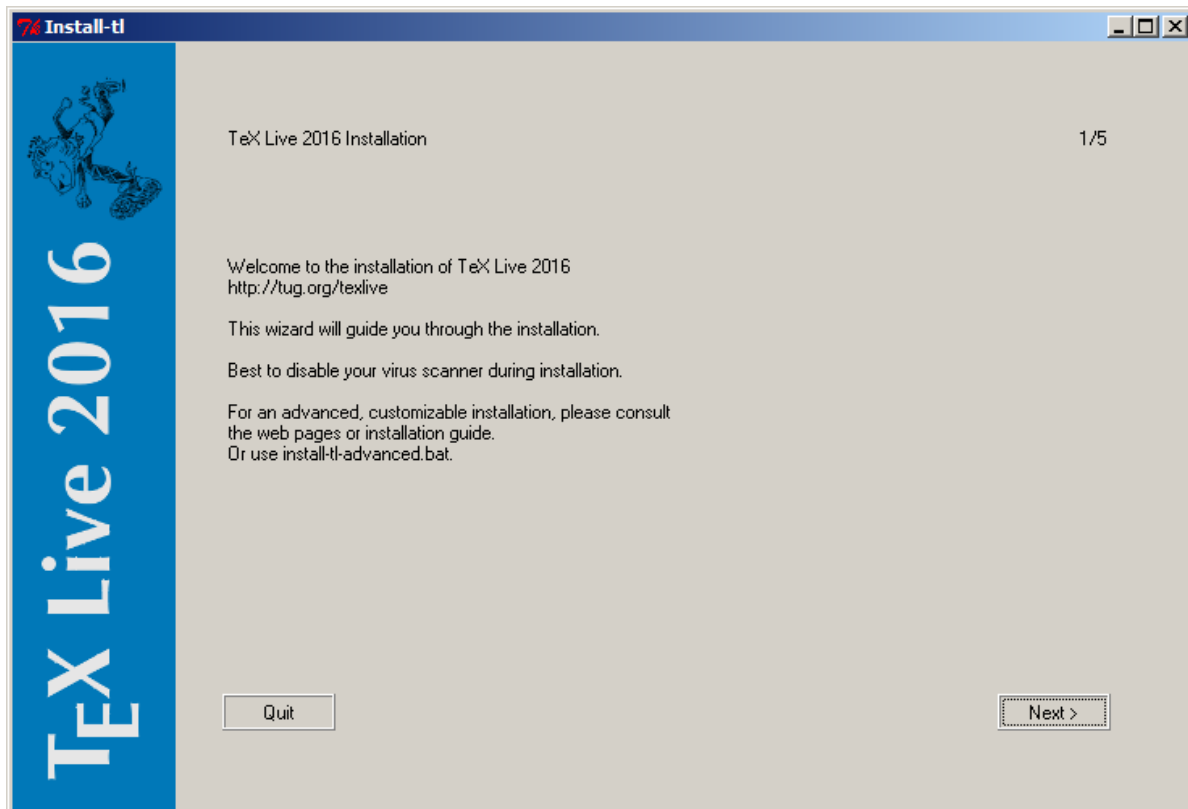 Install-tl
TeX Live 2016
TeX Live 2016 Installation 1/5
Welcome to the installation of TeX Live 2016
http://tug.org/texlive
This wizard will guide you through the installation.
Best to disable your virus scanner during installation.
For an advanced, customizable installation, please consult
the web pages or installation guide.
Or use install-tl-advanced.bat.
Quit Next >